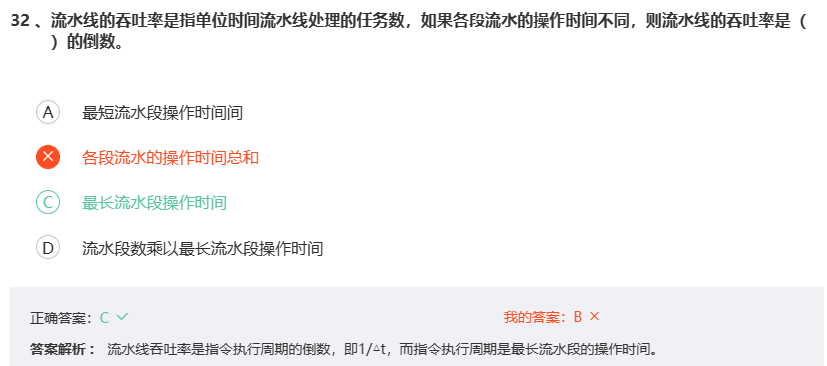 32 、流水线的吞吐率是指单位时间流水线处理的任务数，如果各段流水的操作时间不同，则流水线的吞吐率是（
）的倒数。
A 最短流水段操作时间间
各段流水的操作时间总和
C 最长流水段操作时间
D 流水段数乘以最长流水段操作时间
正确答案：C 我的答案：B
答案解析： 流水线吞吐率是指令执行周期的倒数，即1/△t，而指令执行周期是最长流水段的操作时间。